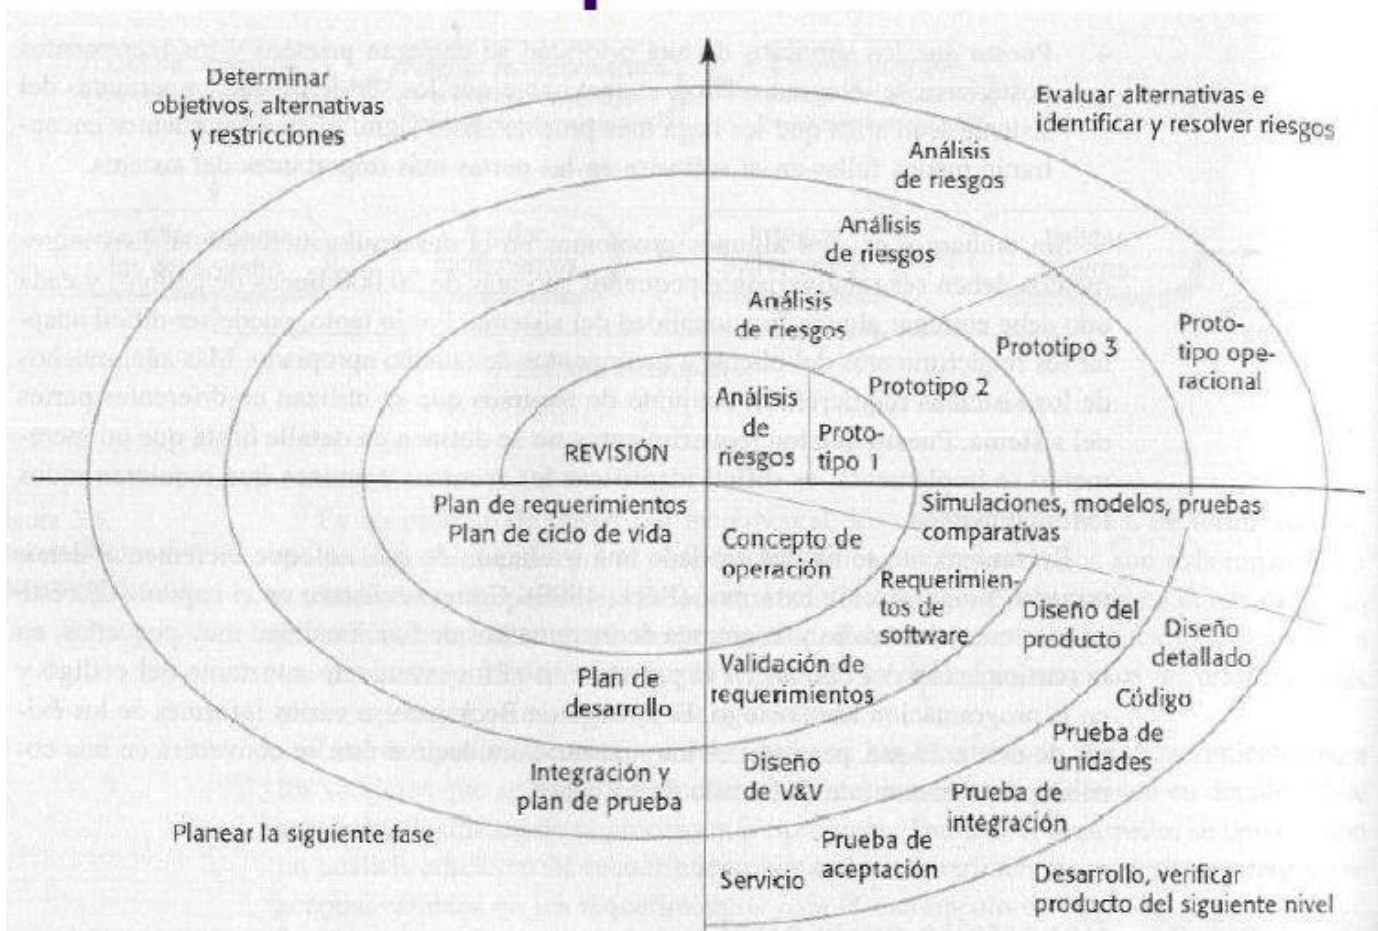 Determinar
objetivos, alternativas
y restricciones
Evaluar alternativas e
identificar y resolver riesgos
Análisis
de riesgos
Análisis
de riesgos
Análisis
de riesgos
Análisis
de
riesgos
Proto-
tipo 1
Prototipo 2
Prototipo 3
Proto-
tipo ope-
racional
REVISIÓN
Plan de requerimientos
Plan de ciclo de vida
Concepto de
operación
Simulaciones, modelos, pruebas
comparativas
Requerimien-
tos de
software
Diseño del
producto
Diseño
detallado
Validación de
requerimientos
Plan de
desarrollo
Código
Prueba de
unidades
Diseño
de V&V
Integración y
plan de prueba
Prueba de
integración
Planear la siguiente fase
Prueba de
aceptación
Servicio
Desarrollo, verificar
producto del siguiente nivel